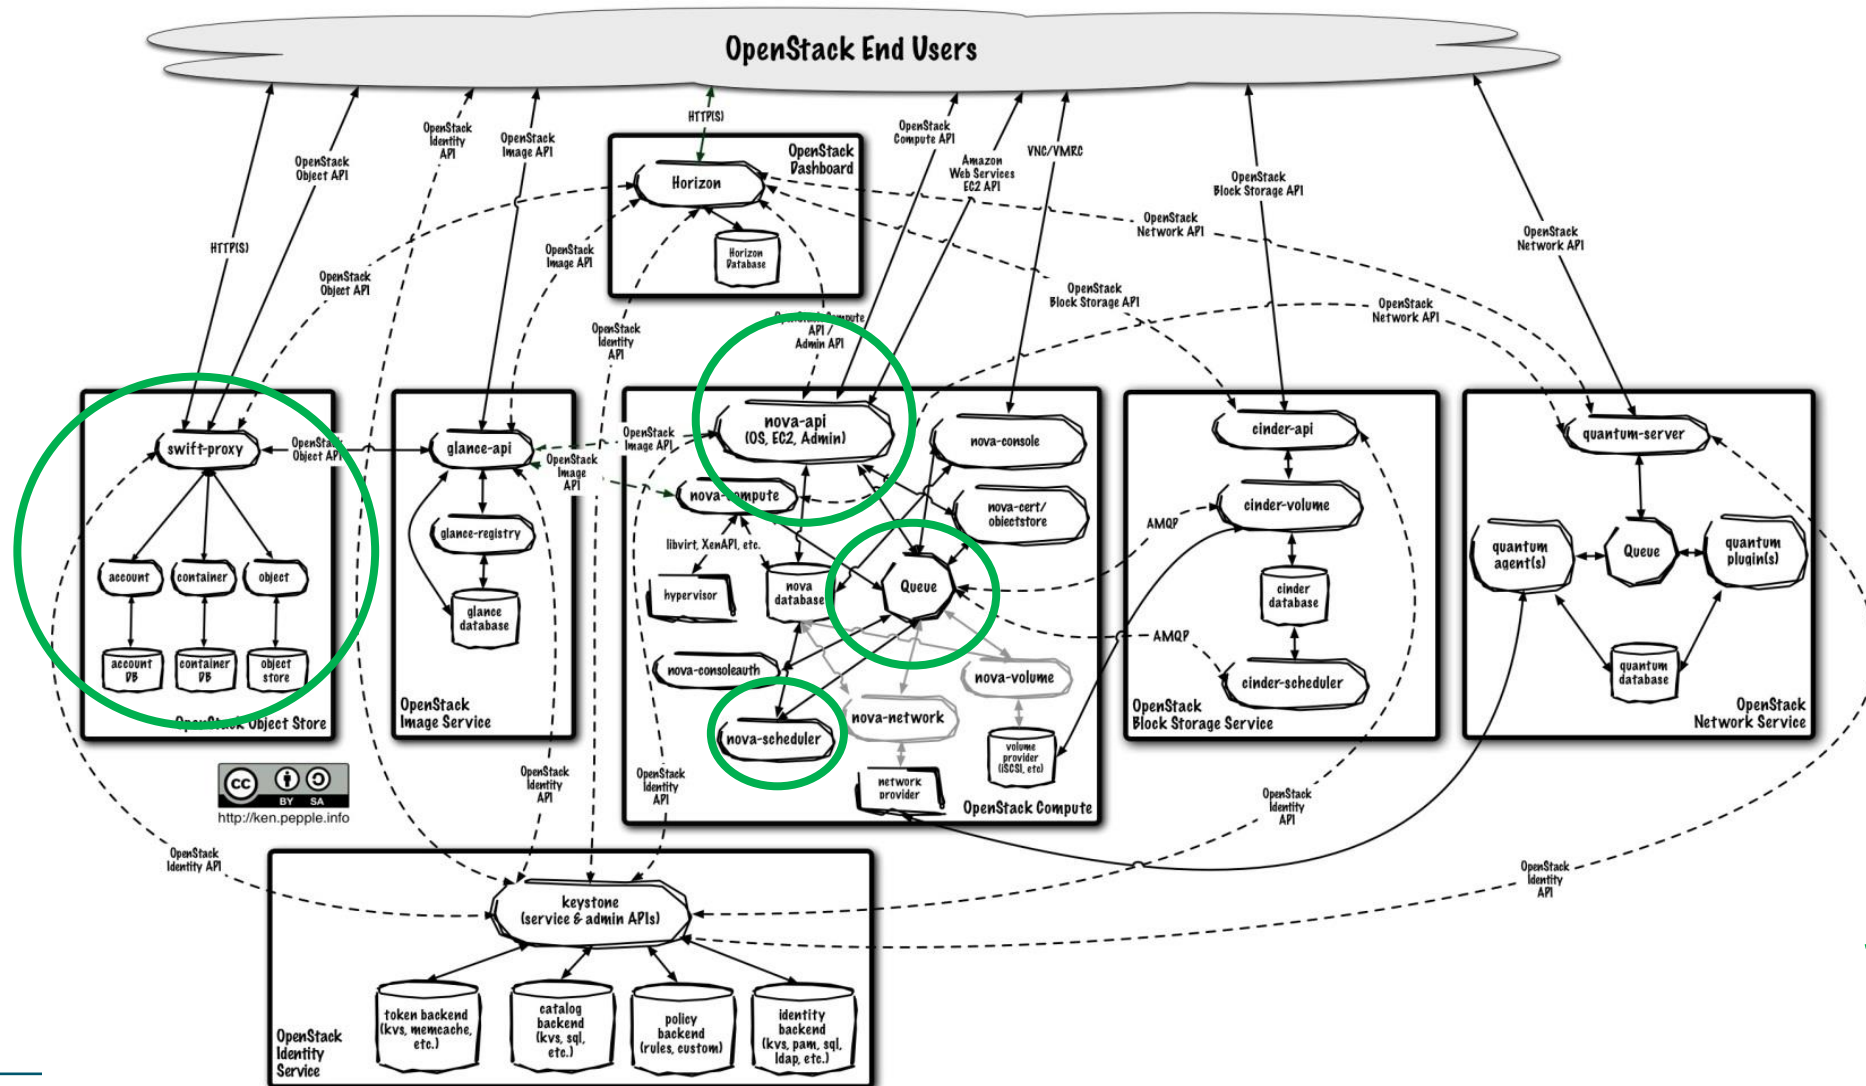 OpenStack End Users
HTTP(S)
OpenStack
Object API
OpenStack
Identity
API
OpenStack
Image API
HTTP(S)
OpenStack
Compute API
Amazon
Web Services
EC2 API
VNC/VMRC
OpenStack
Block Storage API
OpenStack
Network API
OpenStack
Dashboard
Horizon
Horizon
Database
OpenStack
Object API
OpenStack
Image API
OpenStack
Identity
API
OpenStack Compute
API /
Admin API
OpenStack
Network API
OpenStack
Block Storage API
OpenStack
Network API
swift-proxy
account
container
object
account
DB
container
DB
object
store
OpenStack Object Store
OpenStack
Object API
glance-api
glance-registry
glance
database
OpenStack
Image Service
OpenStack
Image API
OpenStack
Image
API
nova-api
(OS, EC2, Admin)
nova-console
nova-compute
nova-cert/
objectstore
libvirt, XenAPI, etc.
hypervisor
nova
database
Queue
nova-consoleauth
nova-volume
nova-network
nova-scheduler
volume
provider
(iSCSI, etc)
network
provider
OpenStack Compute
AMQP
AMQP
cinder-api
cinder-volume
cinder
database
cinder-scheduler
OpenStack
Block Storage Service
quantum-server
quantum
agent(s)
Queue
quantum
plugin(s)
quantum
database
OpenStack
Network Service
cc
BY SA
http://ken.pepple.info
OpenStack
Identity
API
OpenStack
Identity
API
OpenStack
Identity
API
OpenStack
Identity API
OpenStack
Identity
API
keystone
(service & admin APIs)
token backend
(kvs, memcache,
etc.)
catalog
backend
(kvs, sql,
etc.)
policy
backend
(rules, custom)
identity
backend
(kvs, pam, sql,
ldap, etc.)
OpenStack
Identity
Service